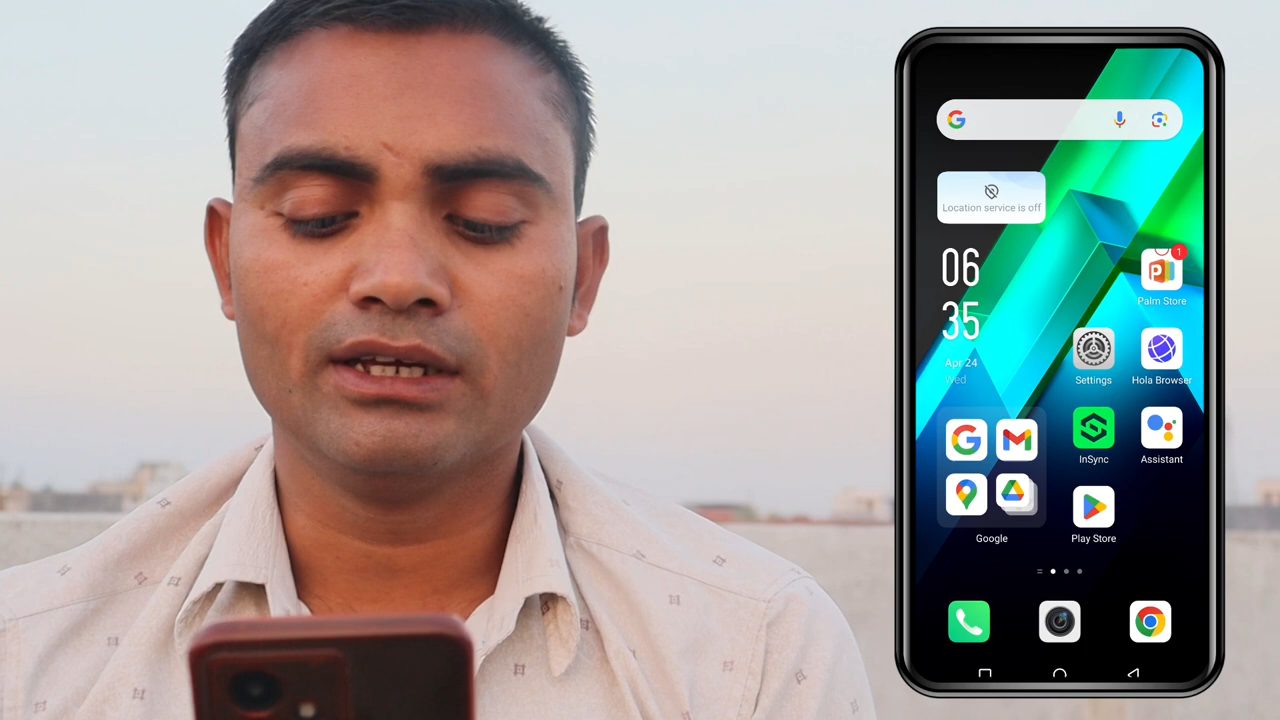 Location service is off
06
35
Apr 24
Wed
1
Palm Store
Settings
Hola Browser
InSync
Assistant
Google
Play Store